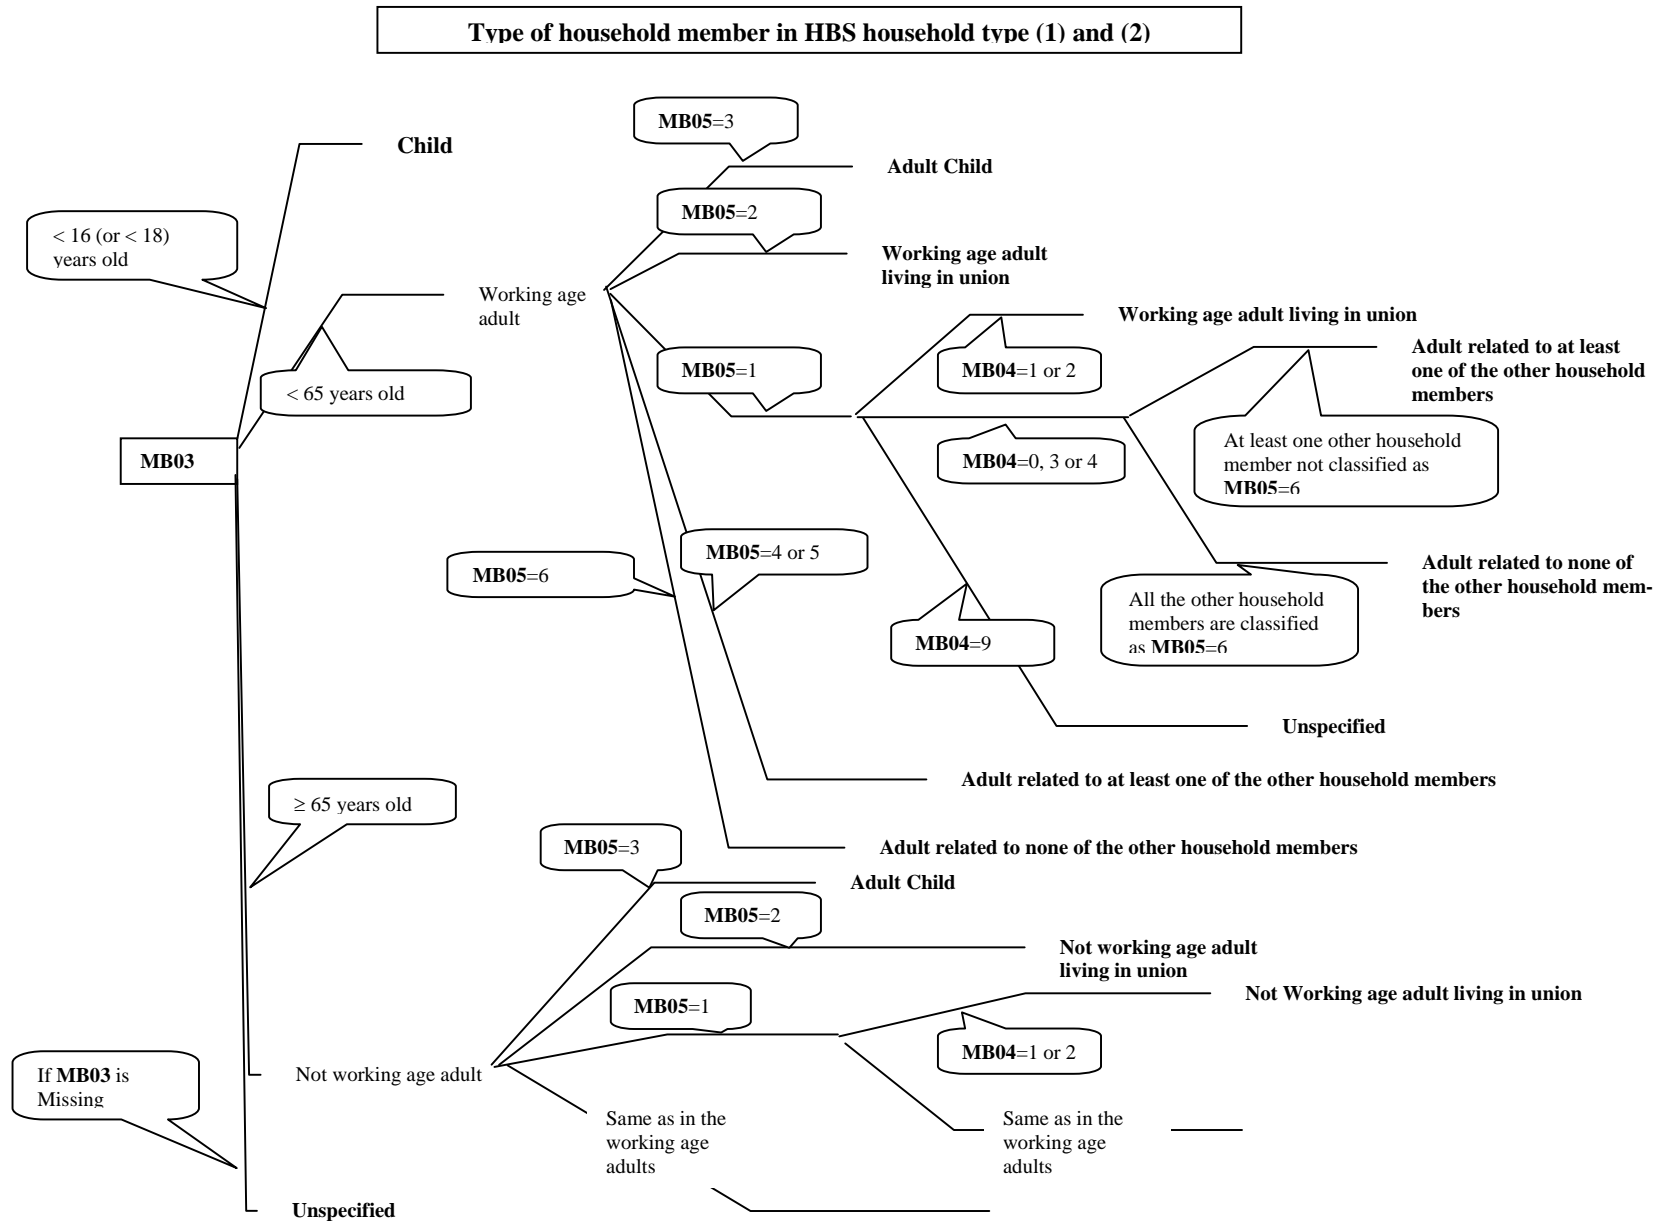 Type of household member in HBS household type (1) and (2)
MB05=3
Child
Adult Child
MB05=2
< 16 (or < 18)
years old
Working age adult
living in union
Working age
adult
Working age adult living in union
Adult related to at least
one of the other household
members
MB05=1
MB04=1 or 2
< 65 years old
At least one other household
member not classified as
MB05=6
MB03
MB04=0, 3 or 4
MB05=4 or 5
MB05=6
Adult related to none of
the other household mem-
bers
All the other household
members are classified
as MB05=6
MB04=9
Unspecified
Adult related to at least one of the other household members
≥ 65 years old
MB05=3
Adult related to none of the other household members
Adult Child
MB05=2
Not working age adult
living in union
MB05=1
Not Working age adult living in union
MB04=1 or 2
If MB03 is
Missing
Not working age adult
Same as in the
working age
adults
Same as in the
working age
adults
Unspecified